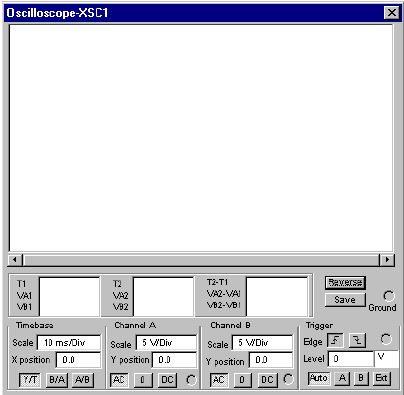 Oscilloscope-XSC1
T1 T2 T2-T1
VA1 VA2 VA2-VA1
VB1 VB2 VB2-VB1
Reverse
Save
Ground
Timebase Channel A Channel B Trigger
Scale 10 ms/Div Scale 5 V/Div Scale 5 V/Div Edge
X position 0.0 Y position 0.0 Y position 0.0 Level 0 V
Y/T B/A A/B AC 0 DC AC 0 DC Auto A B Ext